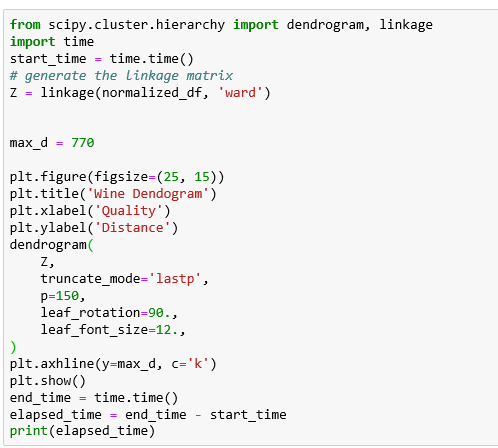 from scipy.cluster.hierarchy import dendrogram, linkage
import time
start_time = time.time()
# generate the linkage matrix
Z = linkage(normalized_df, 'ward')
max_d = 770
plt.figure(figsize=(25, 15))
plt.title('Wine Dendogram')
plt.xlabel('Quality')
plt.ylabel('Distance')
dendrogram(
    Z,
    truncate_mode='lastp',
    p=150,
    leaf_rotation=90.,
    leaf_font_size=12.,
)
plt.axhline(y=max_d, c='k')
plt.show()
end_time = time.time()
elapsed_time = end_time - start_time
print(elapsed_time)